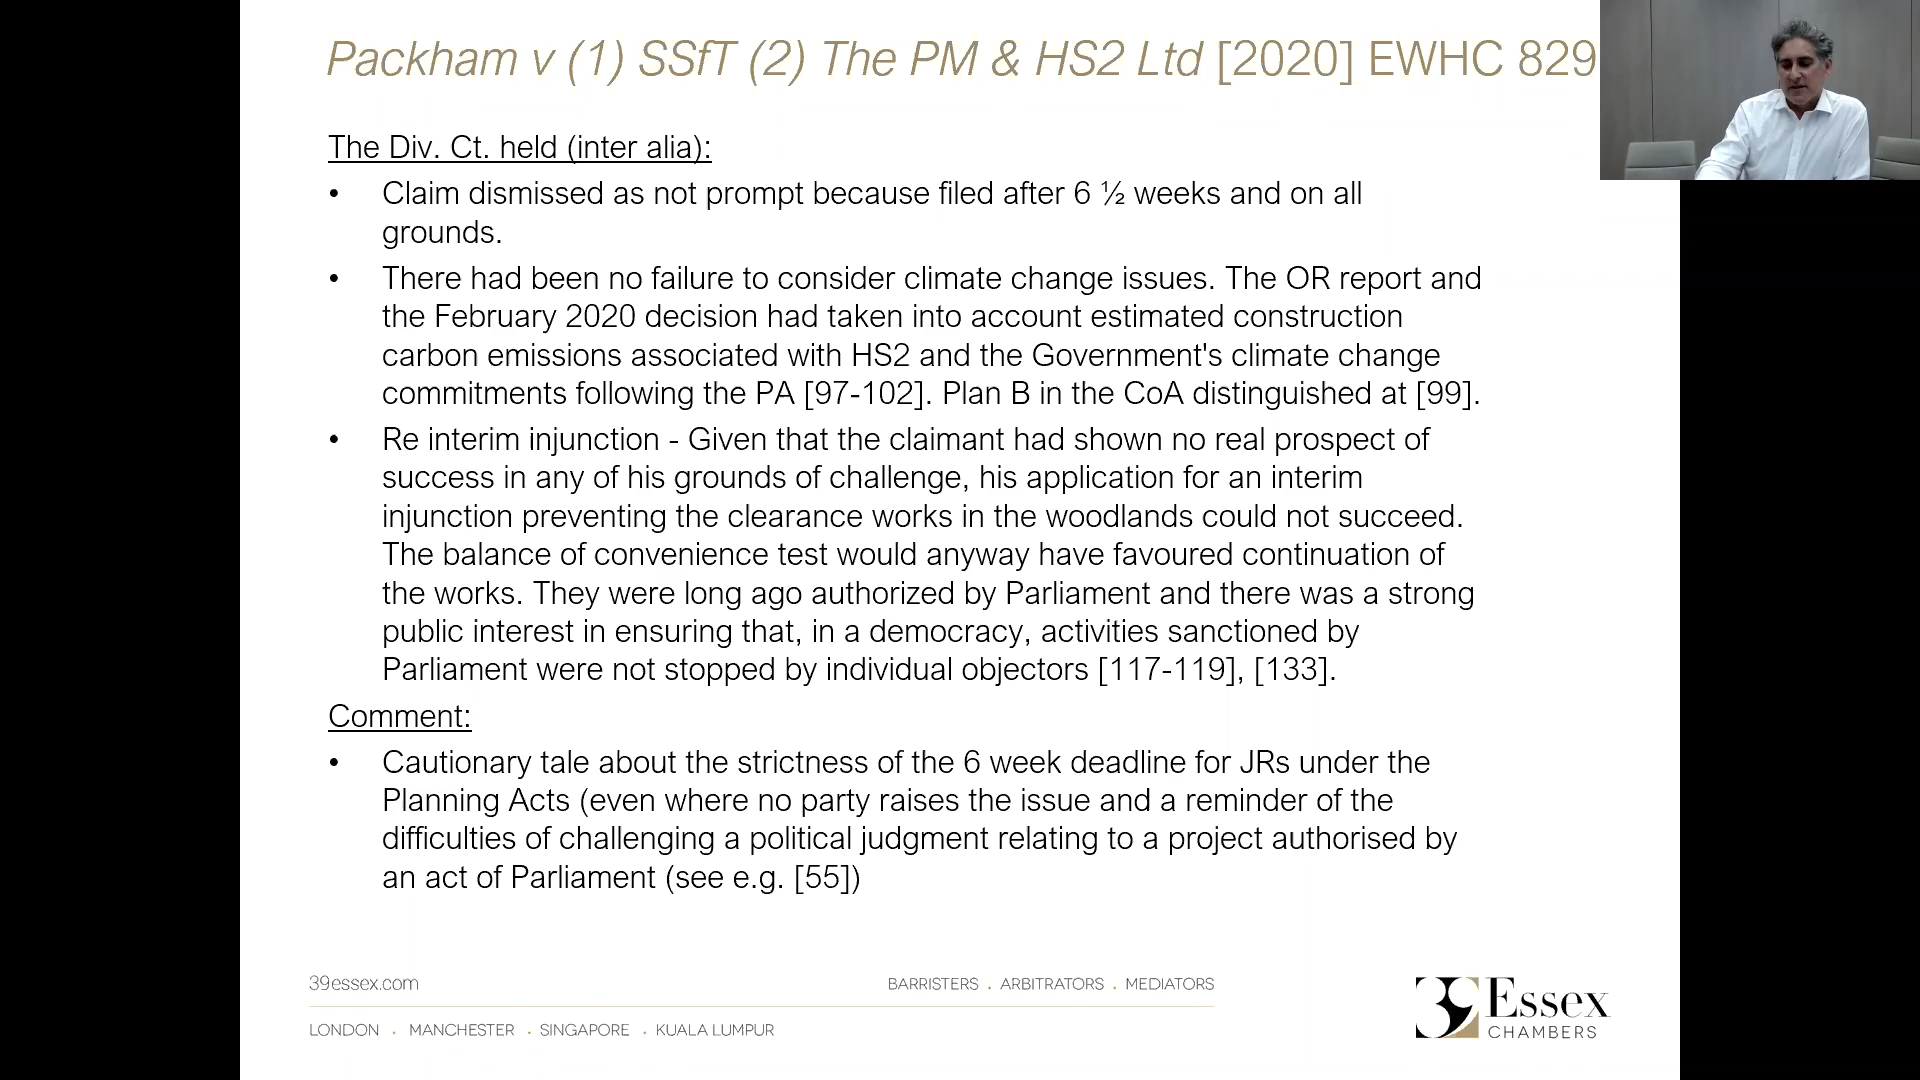 Packham v (1) SSfT (2) The PM & HS2 Ltd [2020] EWHC 829
The Div. Ct. held (inter alia):
• Claim dismissed as not prompt because filed after 6 ½ weeks and on all
grounds.
• There had been no failure to consider climate change issues. The OR report and
the February 2020 decision had taken into account estimated construction
carbon emissions associated with HS2 and the Government's climate change
commitments following the PA [97-102]. Plan B in the CoA distinguished at [99].
• Re interim injunction - Given that the claimant had shown no real prospect of
success in any of his grounds of challenge, his application for an interim
injunction preventing the clearance works in the woodlands could not succeed.
The balance of convenience test would anyway have favoured continuation of
the works. They were long ago authorized by Parliament and there was a strong
public interest in ensuring that, in a democracy, activities sanctioned by
Parliament were not stopped by individual objectors [117-119], [133].
Comment:
• Cautionary tale about the strictness of the 6 week deadline for JRs under the
Planning Acts (even where no party raises the issue and a reminder of the
difficulties of challenging a political judgment relating to a project authorised by
an act of Parliament (see e.g. [55])
39essex.com
BARRISTERS . ARBITRATORS . MEDIATORS
LONDON . MANCHESTER . SINGAPORE . KUALA LUMPUR
39 Essex
CHAMBERS